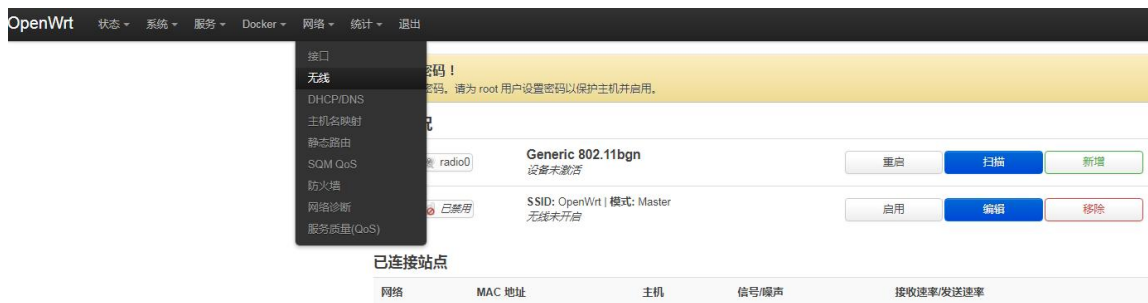 OpenWrt 状态 系统 服务 Docker 网络 统计 退出
接口
无线
DHCP/DNS
主机名映射
静态路由
SQM QoS
防火墙
网络诊断
服务质量(QoS)
密码！
密码。请为 root 用户设置密码以保护主机并启用。
radio0 Generic 802.11bgn 重启 扫描 新增
设备未激活
已禁用 SSID: OpenWrt | 模式: Master 启用 编辑 移除
无线未开启
已连接站点
网络 MAC 地址 主机 信号/噪声 接收速率/发送速率